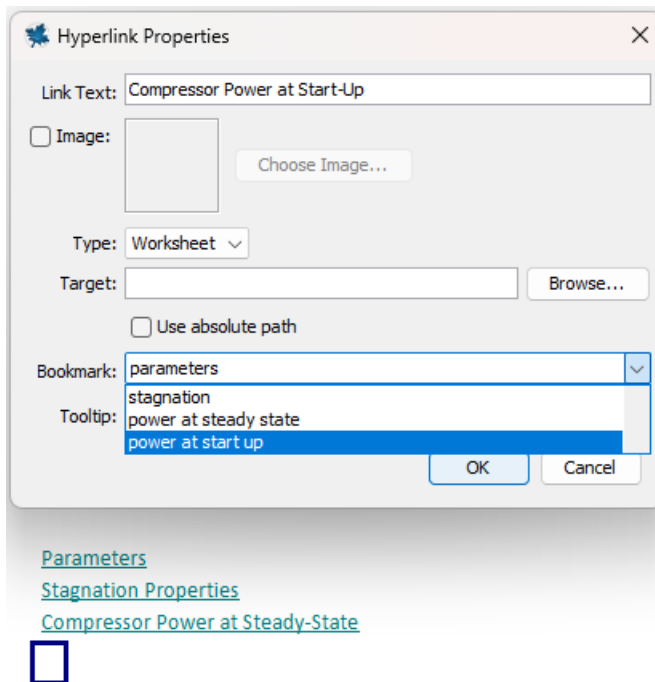 Hyperlink Properties
Link Text: Compressor Power at Start-Up
Image:
Choose Image...
Type: Worksheet
Target: Browse...
Use absolute path
Bookmark: parameters
stagnation
Tooltip: power at steady state
power at start up
OK Cancel
Parameters
Stagnation Properties
Compressor Power at Steady-State